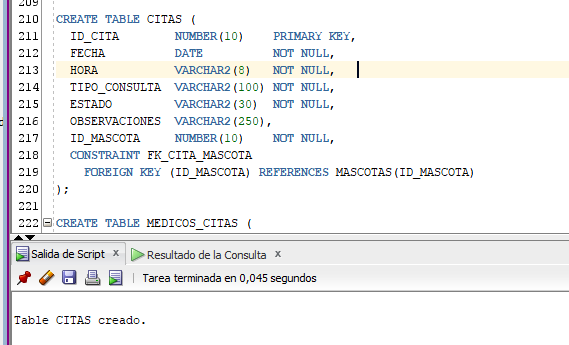 209
210 CREATE TABLE CITAS (
211 ID_CITA NUMBER(10) PRIMARY KEY,
212 FECHA DATE NOT NULL,
213 HORA VARCHAR2(8) NOT NULL,
214 TIPO_CONSULTA VARCHAR2(100) NOT NULL,
215 ESTADO VARCHAR2(30) NOT NULL,
216 OBSERVACIONES VARCHAR2(250),
217 ID_MASCOTA NUMBER(10) NOT NULL,
218 CONSTRAINT FK_CITA_MASCOTA
219 FOREIGN KEY (ID_MASCOTA) REFERENCES MASCOTAS(ID_MASCOTA)
220 );
221
222 CREATE TABLE MEDICOS_CITAS (
Salida de Script x Resultado de la Consulta x
Tarea terminada en 0,045 segundos
Table CITAS creado.